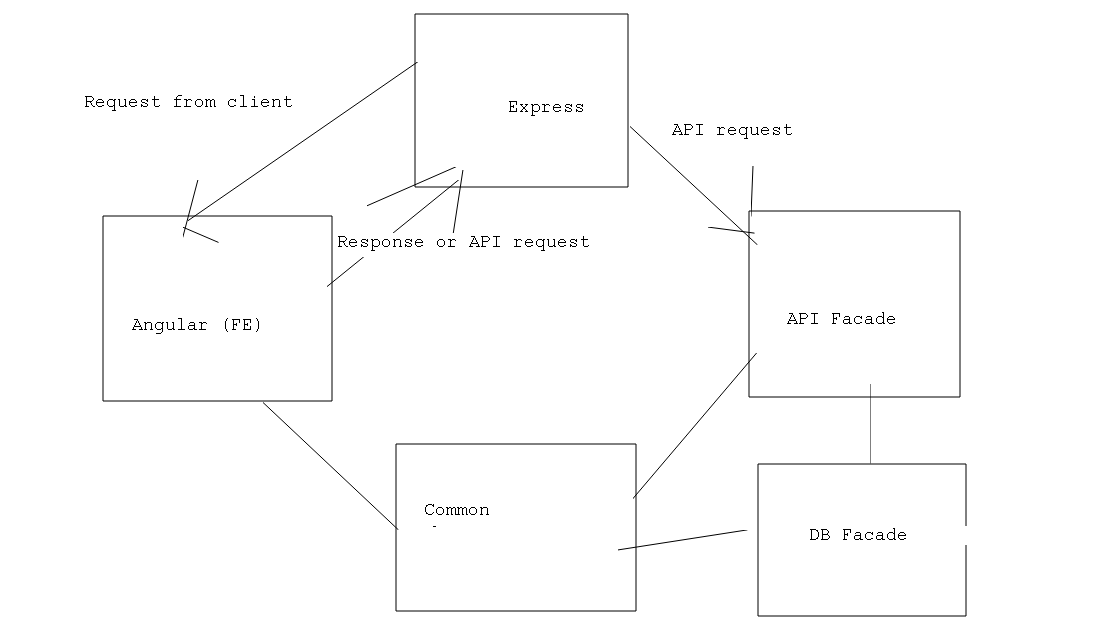 Request from client
Express
API request
Response or API request
Angular (FE)
API Facade
Common
DB Facade